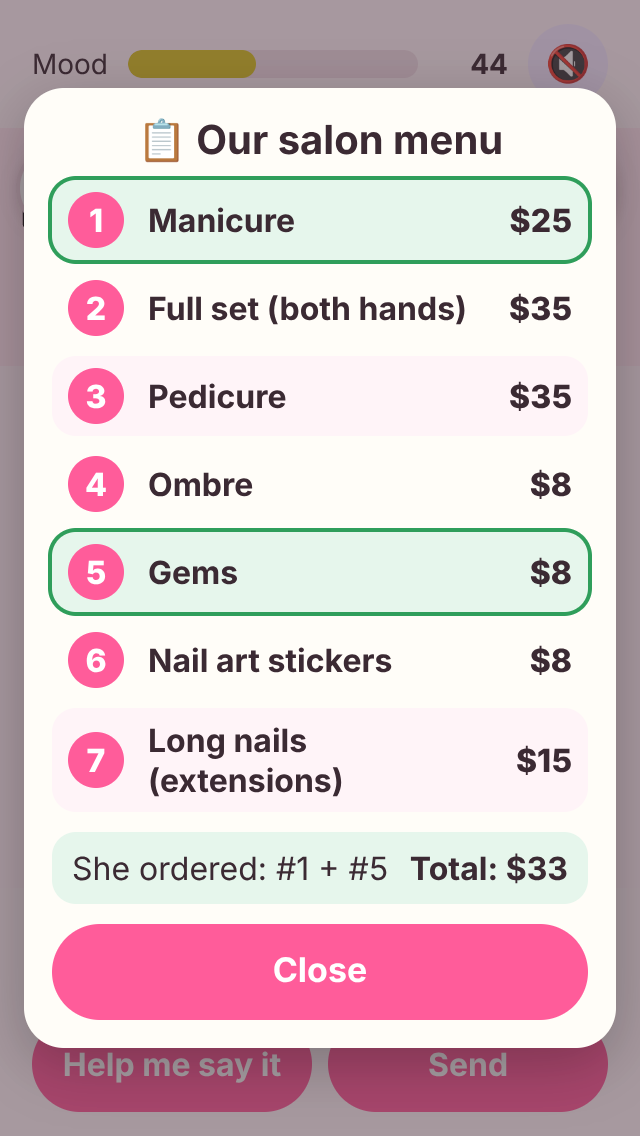 Mood 44
📋 Our salon menu
1 Manicure $25
2 Full set (both hands) $35
3 Pedicure $35
4 Ombre $8
5 Gems $8
6 Nail art stickers $8
7 Long nails
(extensions) $15
She ordered: #1 + #5 Total: $33
Close
Help me say it Send